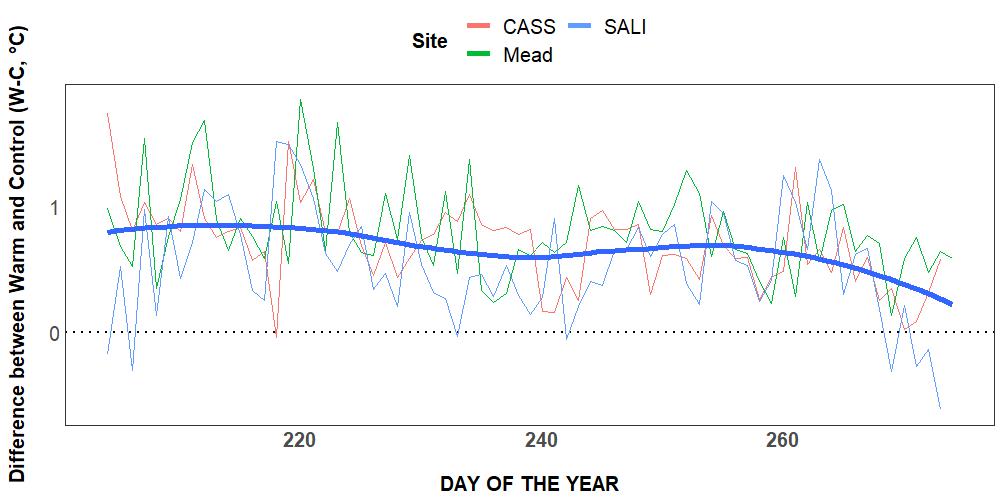 Site
CASS
SALI
Mead
Difference between Warm and Control (W-C, °C)
1
0
220
240
260
DAY OF THE YEAR